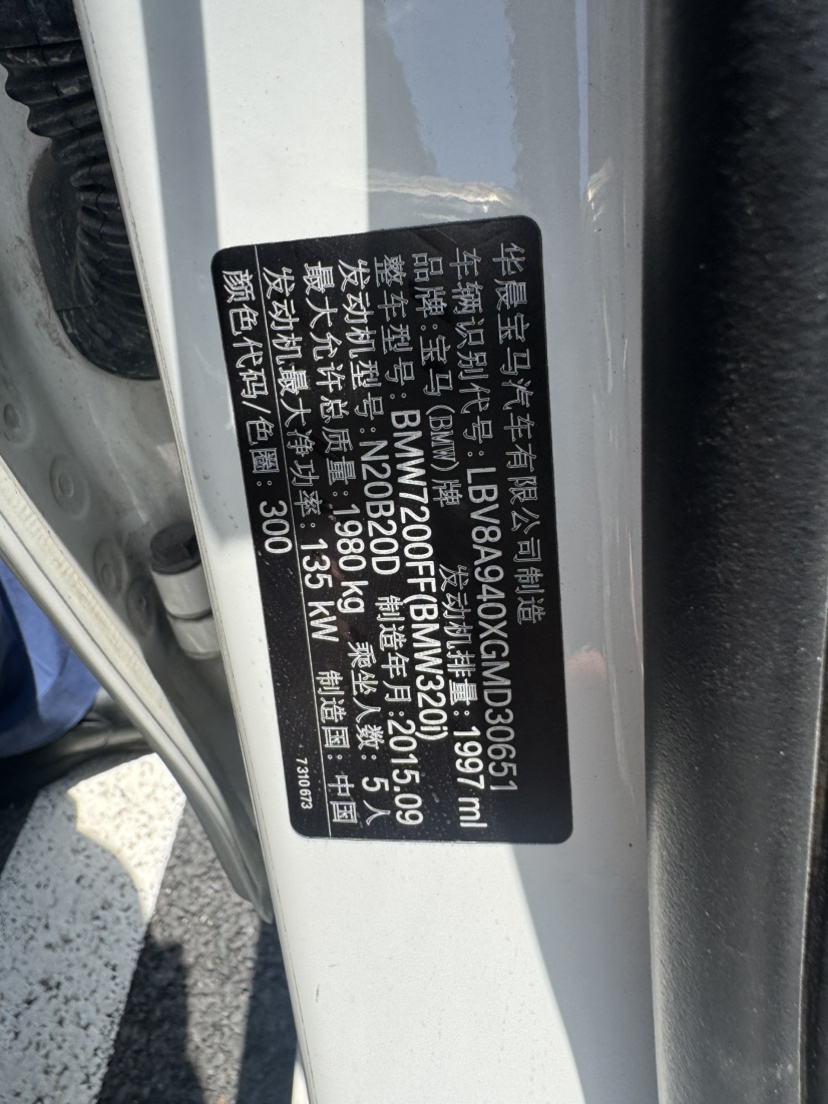 华晨宝马汽车有限公司制造
车辆识别代号:LBV8A940XGMD30651
品牌:宝马(BMW)牌 发动机排量:1997 ml
整车型号:BMW7200FF(BMW320i)
发动机型号:N20B20D 制造年月:2015.09
最大允许总质量:1980 kg 乘坐人数:5人
发动机最大净功率:135 kW 制造国:中国
颜色代码/色圈:300
7310673